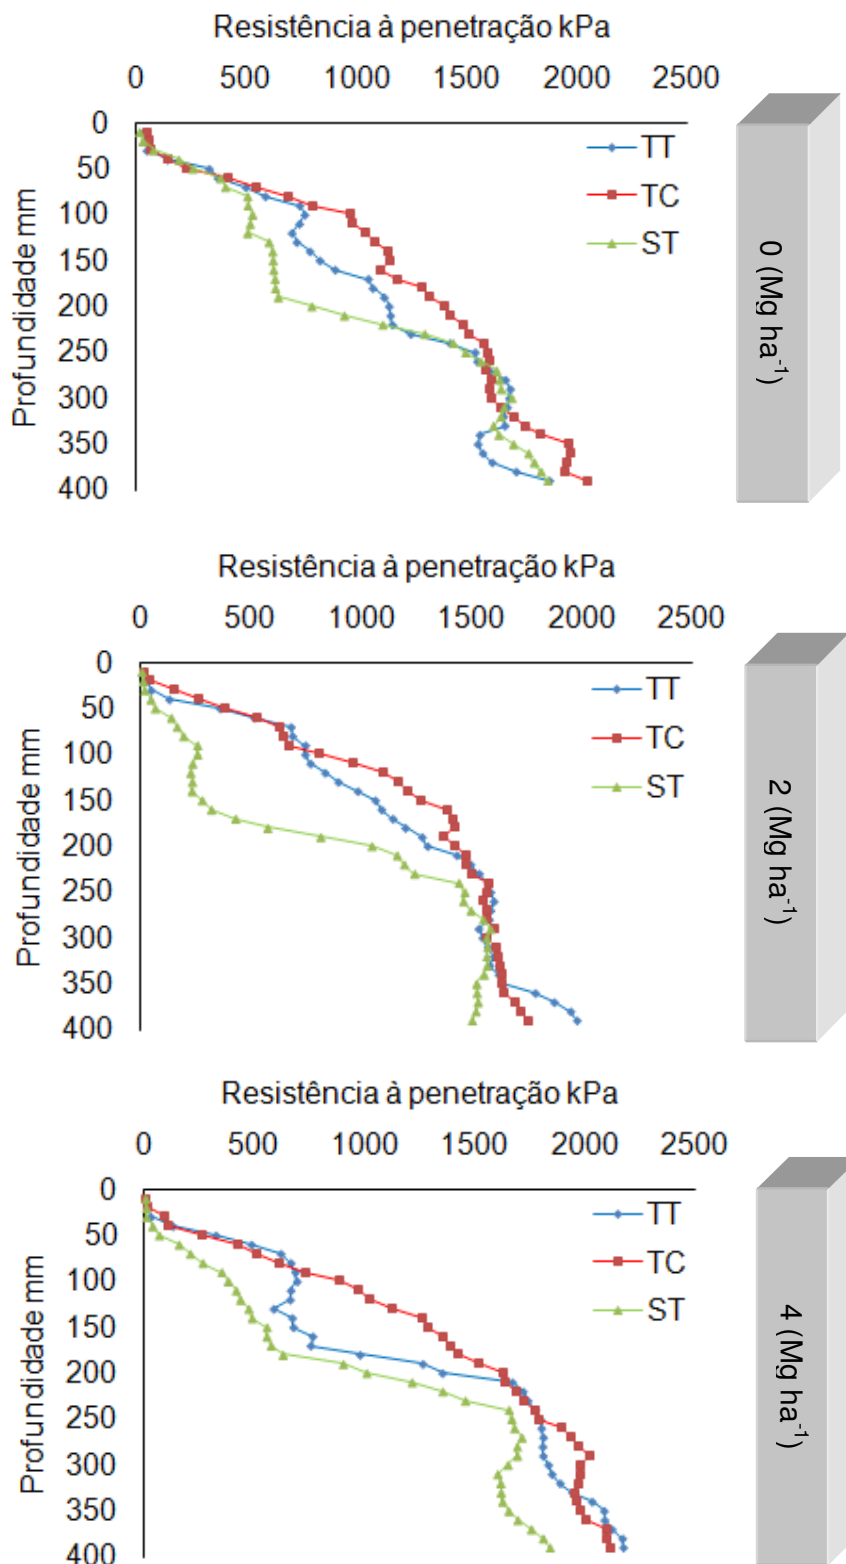 Resistência à penetração kPa
0 500 1000 1500 2000 2500
Profundidade mm
0
50
100
150
200
250
300
350
400
TT
TC
ST
0 (Mg ha⁻¹)
Resistência à penetração kPa
0 500 1000 1500 2000 2500
Profundidade mm
0
50
100
150
200
250
300
350
400
TT
TC
ST
2 (Mg ha⁻¹)
Resistência à penetração kPa
0 500 1000 1500 2000 2500
Profundidade mm
0
50
100
150
200
250
300
350
400
TT
TC
ST
4 (Mg ha⁻¹)